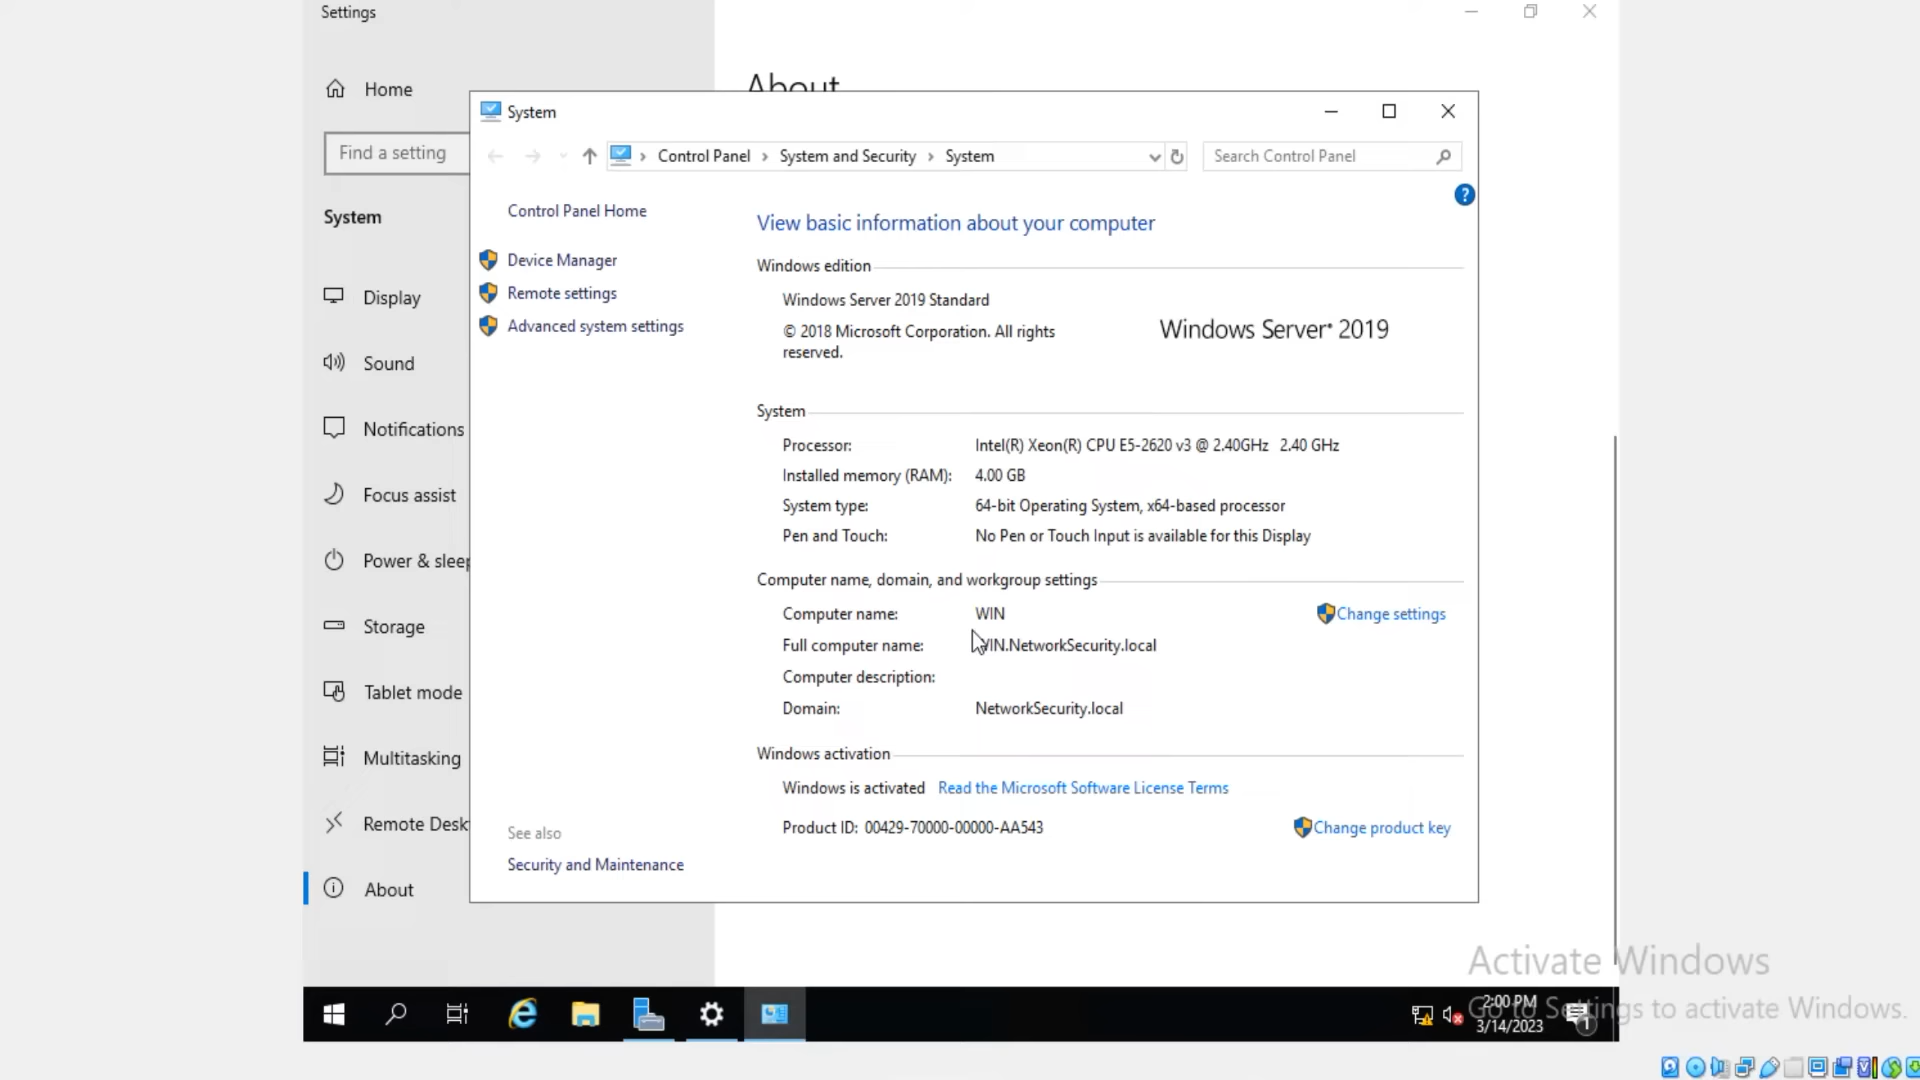 Settings
About
Home
Find a setting
System
Display
Sound
Notifications
Focus assist
Power & sleep
Storage
Tablet mode
Multitasking
Remote Desk
About
System
Control Panel › System and Security › System
Search Control Panel
?
Control Panel Home
Device Manager
Remote settings
Advanced system settings
See also
Security and Maintenance
View basic information about your computer
Windows edition
Windows Server 2019 Standard
© 2018 Microsoft Corporation. All rights
reserved.
Windows Server® 2019
System
Processor: Intel(R) Xeon(R) CPU E5-2620 v3 @ 2.40GHz 2.40 GHz
Installed memory (RAM): 4.00 GB
System type: 64-bit Operating System, x64-based processor
Pen and Touch: No Pen or Touch Input is available for this Display
Computer name, domain, and workgroup settings
Computer name: WIN
Change settings
Full computer name: WIN.NetworkSecurity.local
Computer description:
Domain: NetworkSecurity.local
Windows activation
Windows is activated Read the Microsoft Software License Terms
Product ID: 00429-70000-00000-AA543
Change product key
Activate Windows
Go to Settings to activate Windows.
2:00 PM
3/14/2023
1